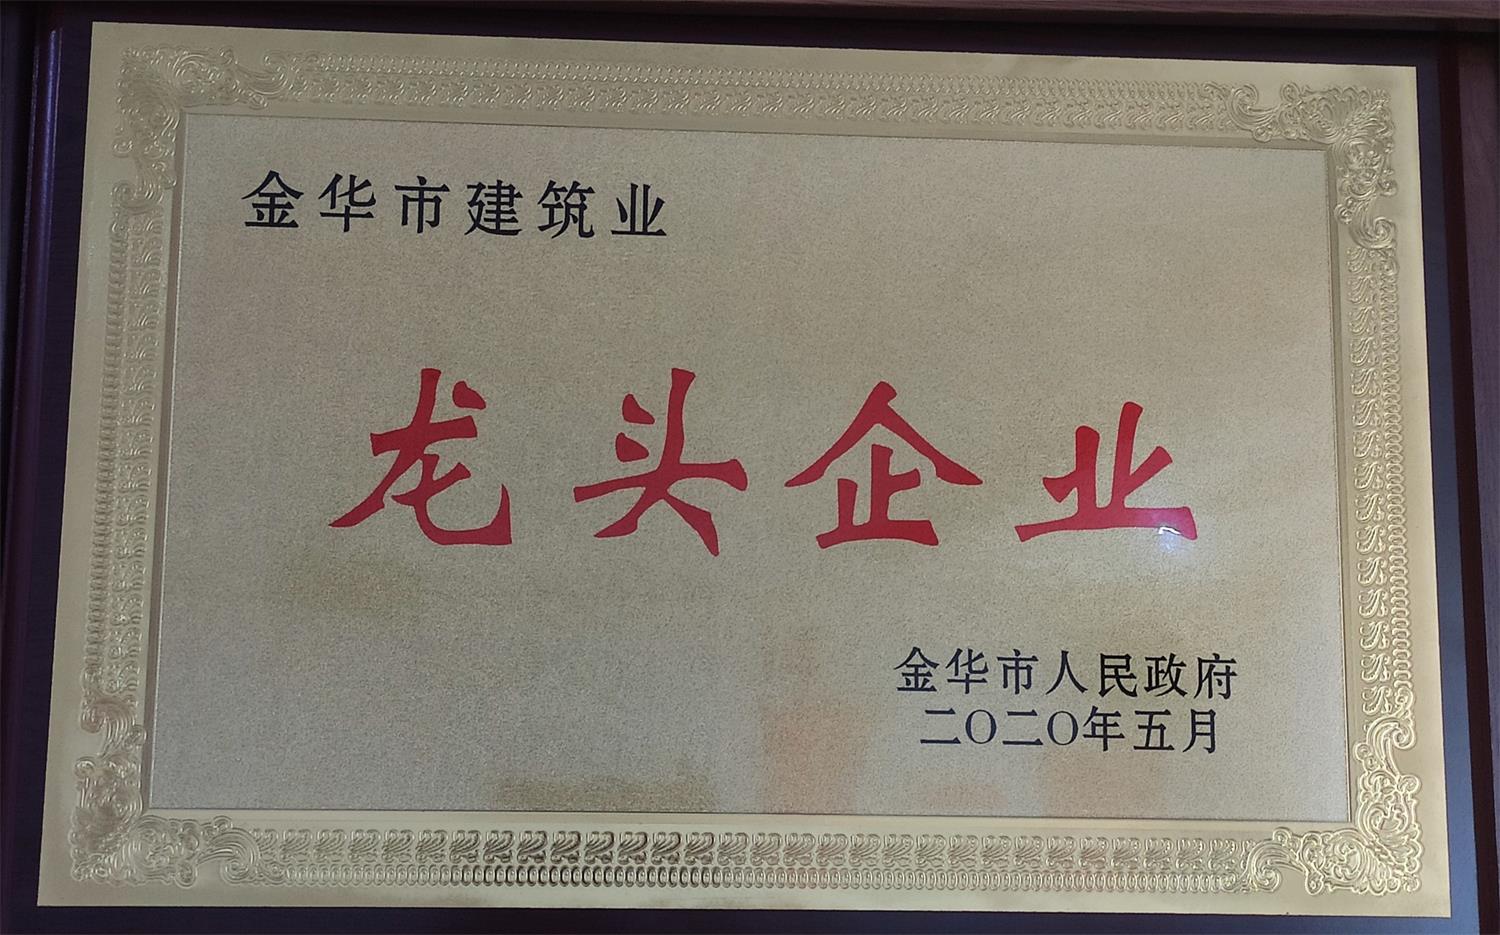 金华市建筑业
龙头企业
金华市人民政府
二〇二〇年五月